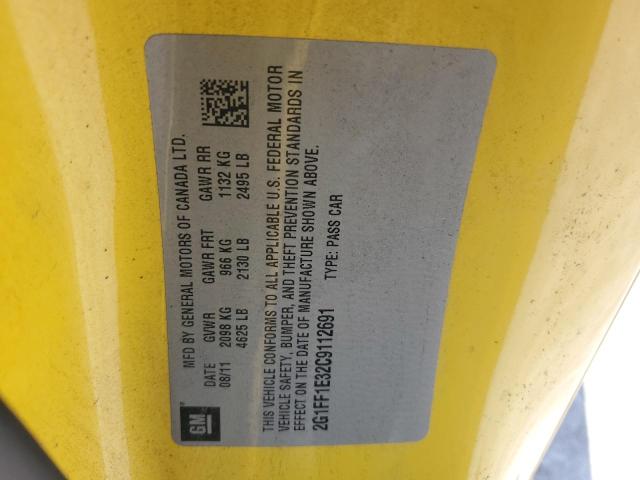 GM
MFD BY GENERAL MOTORS OF CANADA LTD.
DATE GVWR GAWR FRT GAWR RR
08/11 2098 KG 966 KG 1132 KG
4625 LB 2130 LB 2495 LB
THIS VEHICLE CONFORMS TO ALL APPLICABLE U.S. FEDERAL MOTOR
VEHICLE SAFETY, BUMPER, AND THEFT PREVENTION STANDARDS IN
EFFECT ON THE DATE OF MANUFACTURE SHOWN ABOVE.
2G1FF1E32C9112691 TYPE: PASS CAR